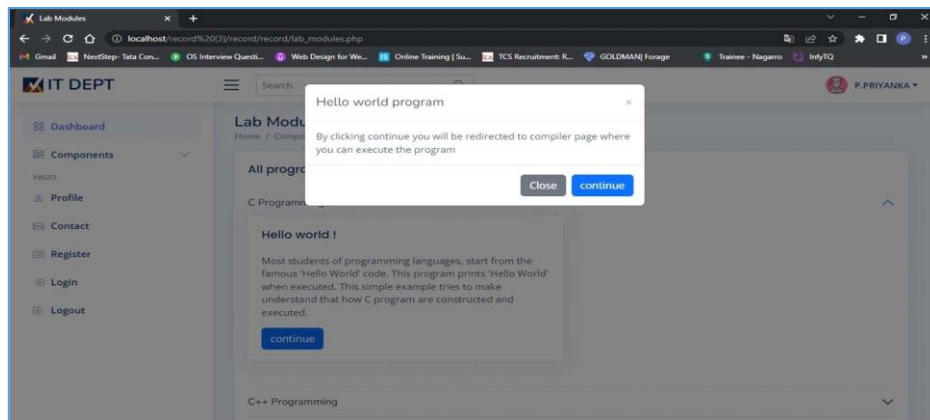 Lab Modules
localhost/record%20(3)/record/record/lab_modules.php
Gmail NextStep- Tata Con... OS Interview Questi... Web Design for We... Online Training | Su... TCS Recruitment: R... GOLDMAN| Forage Trainee - Nagarro InfyTQ »
IT DEPT
Search
P.PRIYANKA
Dashboard
Components
PAGES
Profile
Contact
Register
Login
Logout
Lab Modu
Home / Compo
Hello world program
By clicking continue you will be redirected to compiler page where
you can execute the program
Close continue
All progra
C Programm
Hello world !
Most students of programming languages, start from the
famous 'Hello World' code. This program prints 'Hello World'
when executed. This simple example tries to make
understand that how C program are constructed and
executed.
continue
C++ Programming